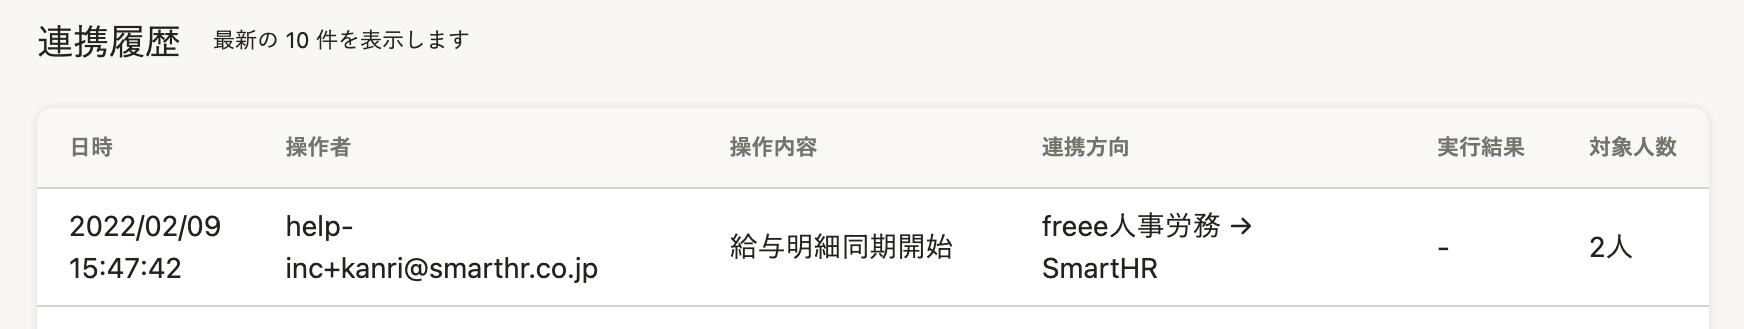 連携履歴 最新の 10 件を表示します
日時 操作者 操作内容 連携方向 実行結果 対象人数
2022/02/09 15:47:42 help-inc+kanri@smarthr.co.jp 給与明細同期開始 freee人事労務 → SmartHR - 2人